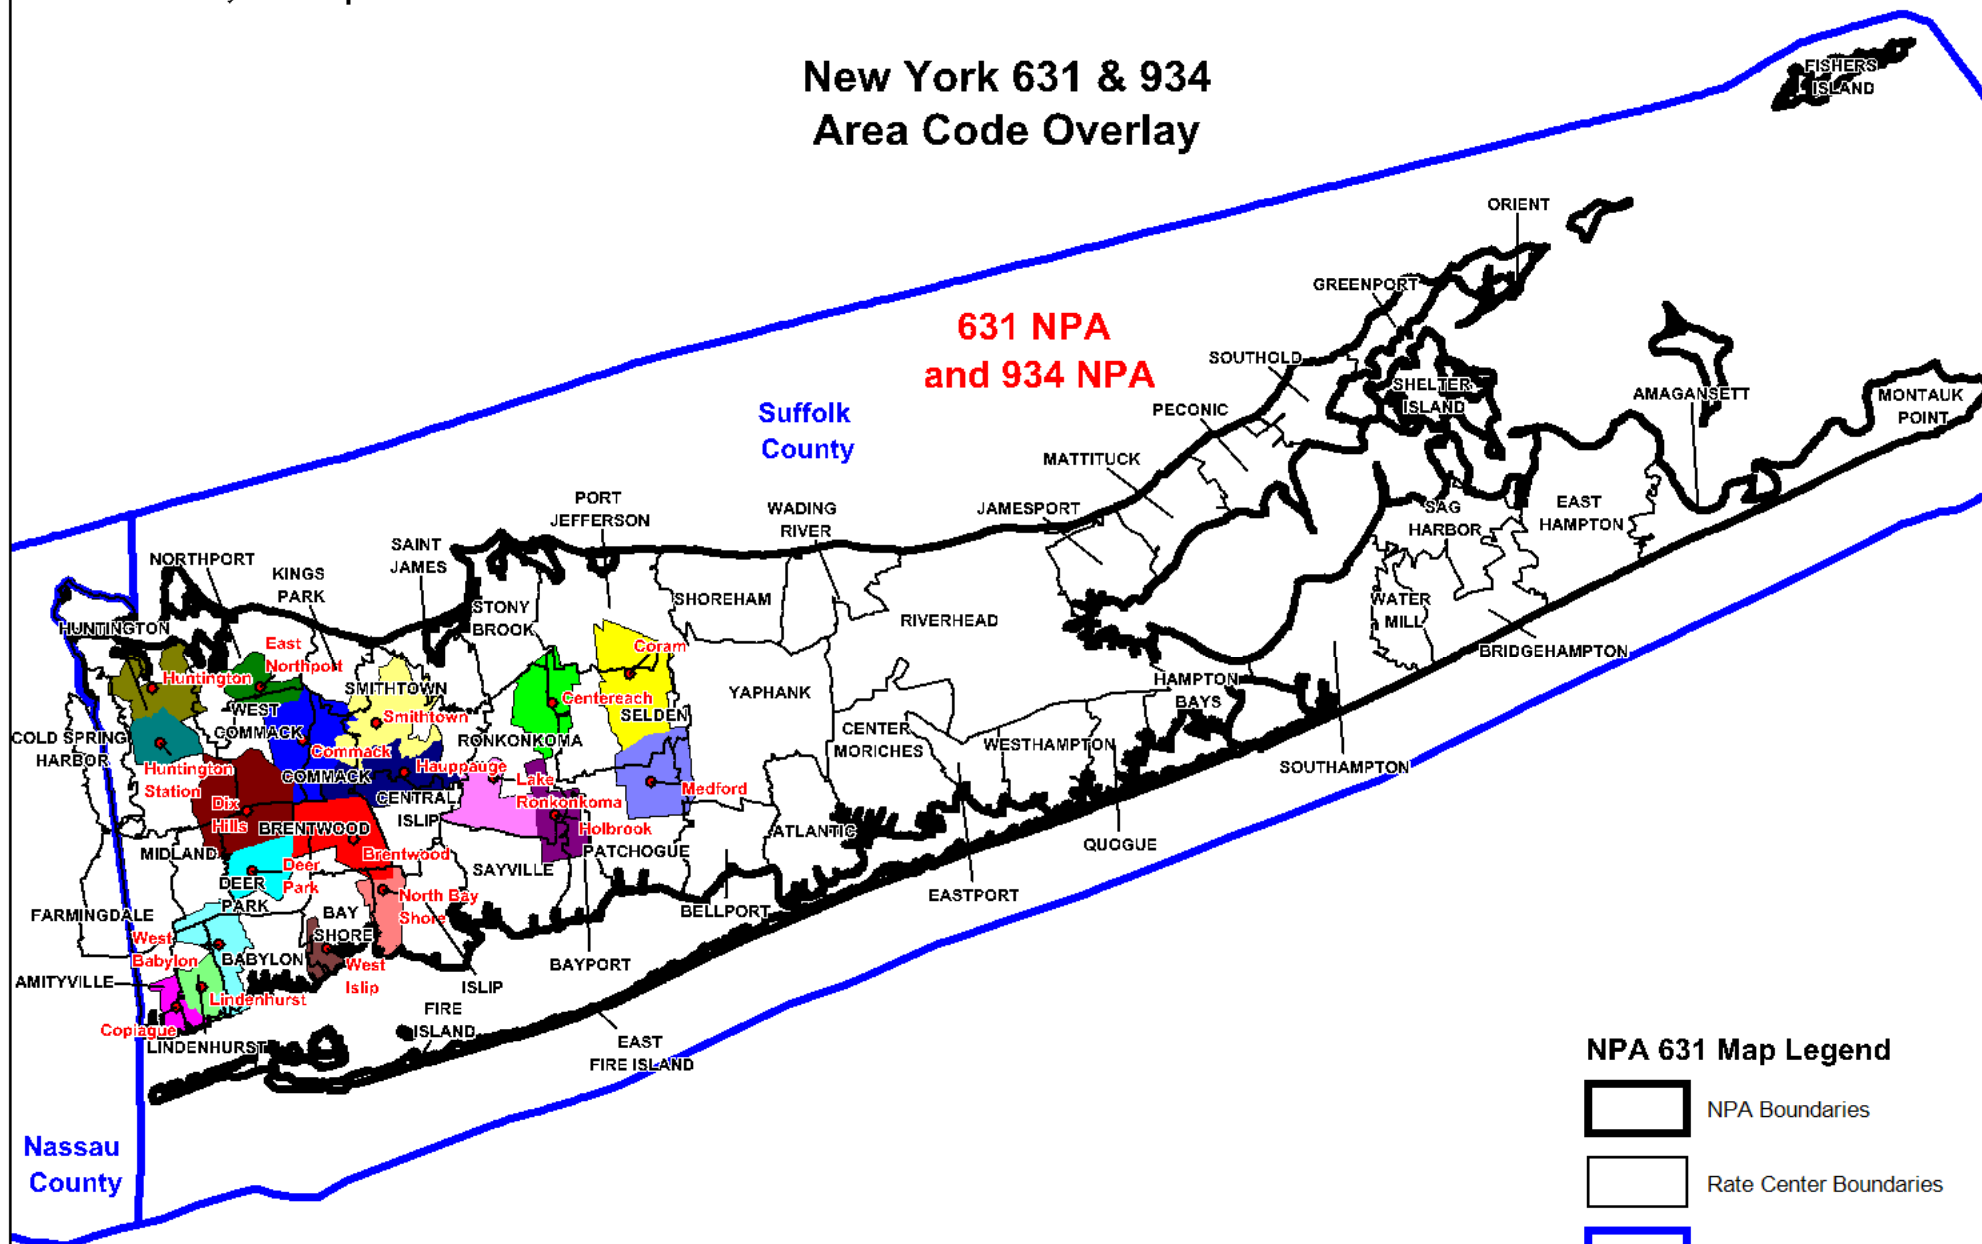 New York 631 & 934
Area Code Overlay
FISHERS
ISLAND
ORIENT
GREENPORT
631 NPA
and 934 NPA
SOUTHOLD
SHELTER
ISLAND
AMAGANSETT
MONTAUK
POINT
Suffolk
County
PECONIC
MATTITUCK
JAMESPORT
WADING
RIVER
PORT
JEFFERSON
SAG
HARBOR
EAST
HAMPTON
SAINT
JAMES
NORTHPORT
KINGS
PARK
STONY
BROOK
SHOREHAM
RIVERHEAD
WATER
MILL
BRIDGEHAMPTON
HUNTINGTON
East
Northport
Huntington
SMITHTOWN
Smithtown
Coram
Centereach
SELDEN
YAPHANK
HAMPTON
BAYS
WEST
COMMACK
Commack
COLD SPRING
HARBOR
Huntington
Station
COMMACK
Hauppauge
RONKONKOMA
CENTER
MORICHES
WESTHAMPTON
SOUTHAMPTON
Dix
Hills
CENTRAL
ISLIP
Lake
Ronkonkoma
Holbrook
Medford
BRENTWOOD
Brentwood
MIDLAND
PATCHOGUE
ATLANTIC
QUOGUE
SAYVILLE
Deer
Park
DEER
PARK
North Bay
Shore
BELLPORT
EASTPORT
FARMINGDALE
BAY
SHORE
West
Babylon
BABYLON
West
Islip
BAYPORT
AMITYVILLE
Lindenhurst
ISLIP
Copiague
LINDENHURST
FIRE
ISLAND
EAST
FIRE ISLAND
Nassau
County
NPA 631 Map Legend
NPA Boundaries
Rate Center Boundaries